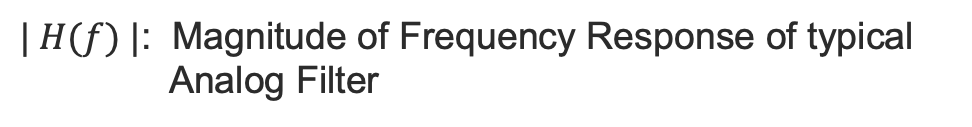 | H(f) |: Magnitude of Frequency Response of typical
Analog Filter